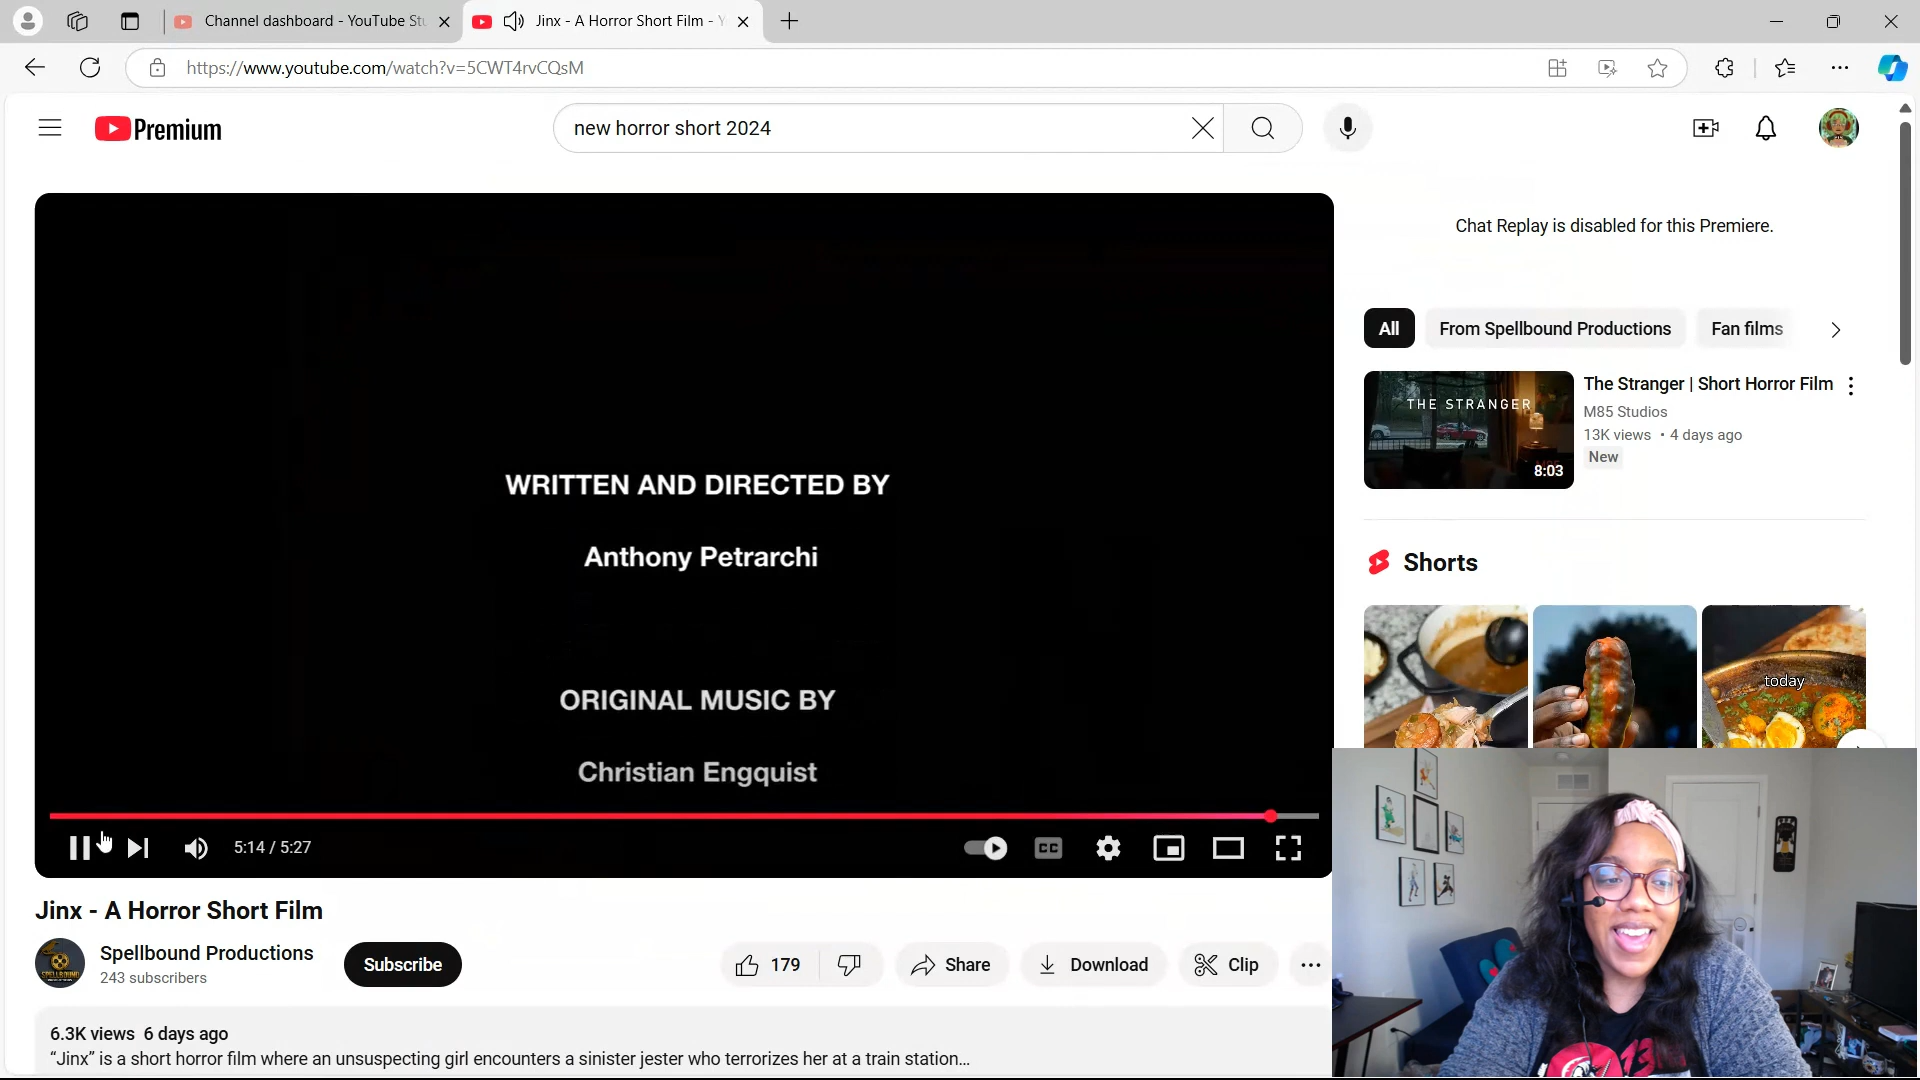 Channel dashboard - YouTube St
Jinx - A Horror Short Film - Y
https://www.youtube.com/watch?v=5CWT4rvCQsM
Premium
new horror short 2024
Chat Replay is disabled for this Premiere.
All
From Spellbound Productions
Fan films
THE STRANGER
8:03
The Stranger | Short Horror Film
M85 Studios
13K views • 4 days ago
New
WRITTEN AND DIRECTED BY
Anthony Petrarchi
ORIGINAL MUSIC BY
Christian Engquist
5:14 / 5:27
CC
Shorts
today
Jinx - A Horror Short Film
SPELLBOUND
Spellbound Productions
243 subscribers
Subscribe
179
Share
Download
Clip
6.3K views 6 days ago
“Jinx” is a short horror film where an unsuspecting girl encounters a sinister jester who terrorizes her at a train station...